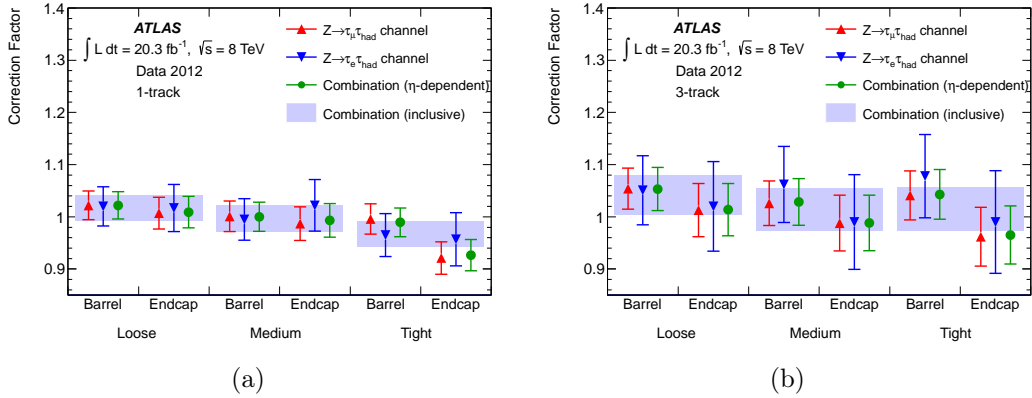 Correction Factor
1.4
1.3
1.2
1.1
1
0.9
ATLAS
∫ L dt = 20.3 fb⁻¹, √s = 8 TeV
Data 2012
1-track
Z→τμτhad channel
Z→τeτhad channel
Combination (η-dependent)
Combination (inclusive)
Barrel Endcap Barrel Endcap Barrel Endcap
Loose Medium Tight
(a)
Correction Factor
1.4
1.3
1.2
1.1
1
0.9
ATLAS
∫ L dt = 20.3 fb⁻¹, √s = 8 TeV
Data 2012
3-track
Z→τμτhad channel
Z→τeτhad channel
Combination (η-dependent)
Combination (inclusive)
Barrel Endcap Barrel Endcap Barrel Endcap
Loose Medium Tight
(b)